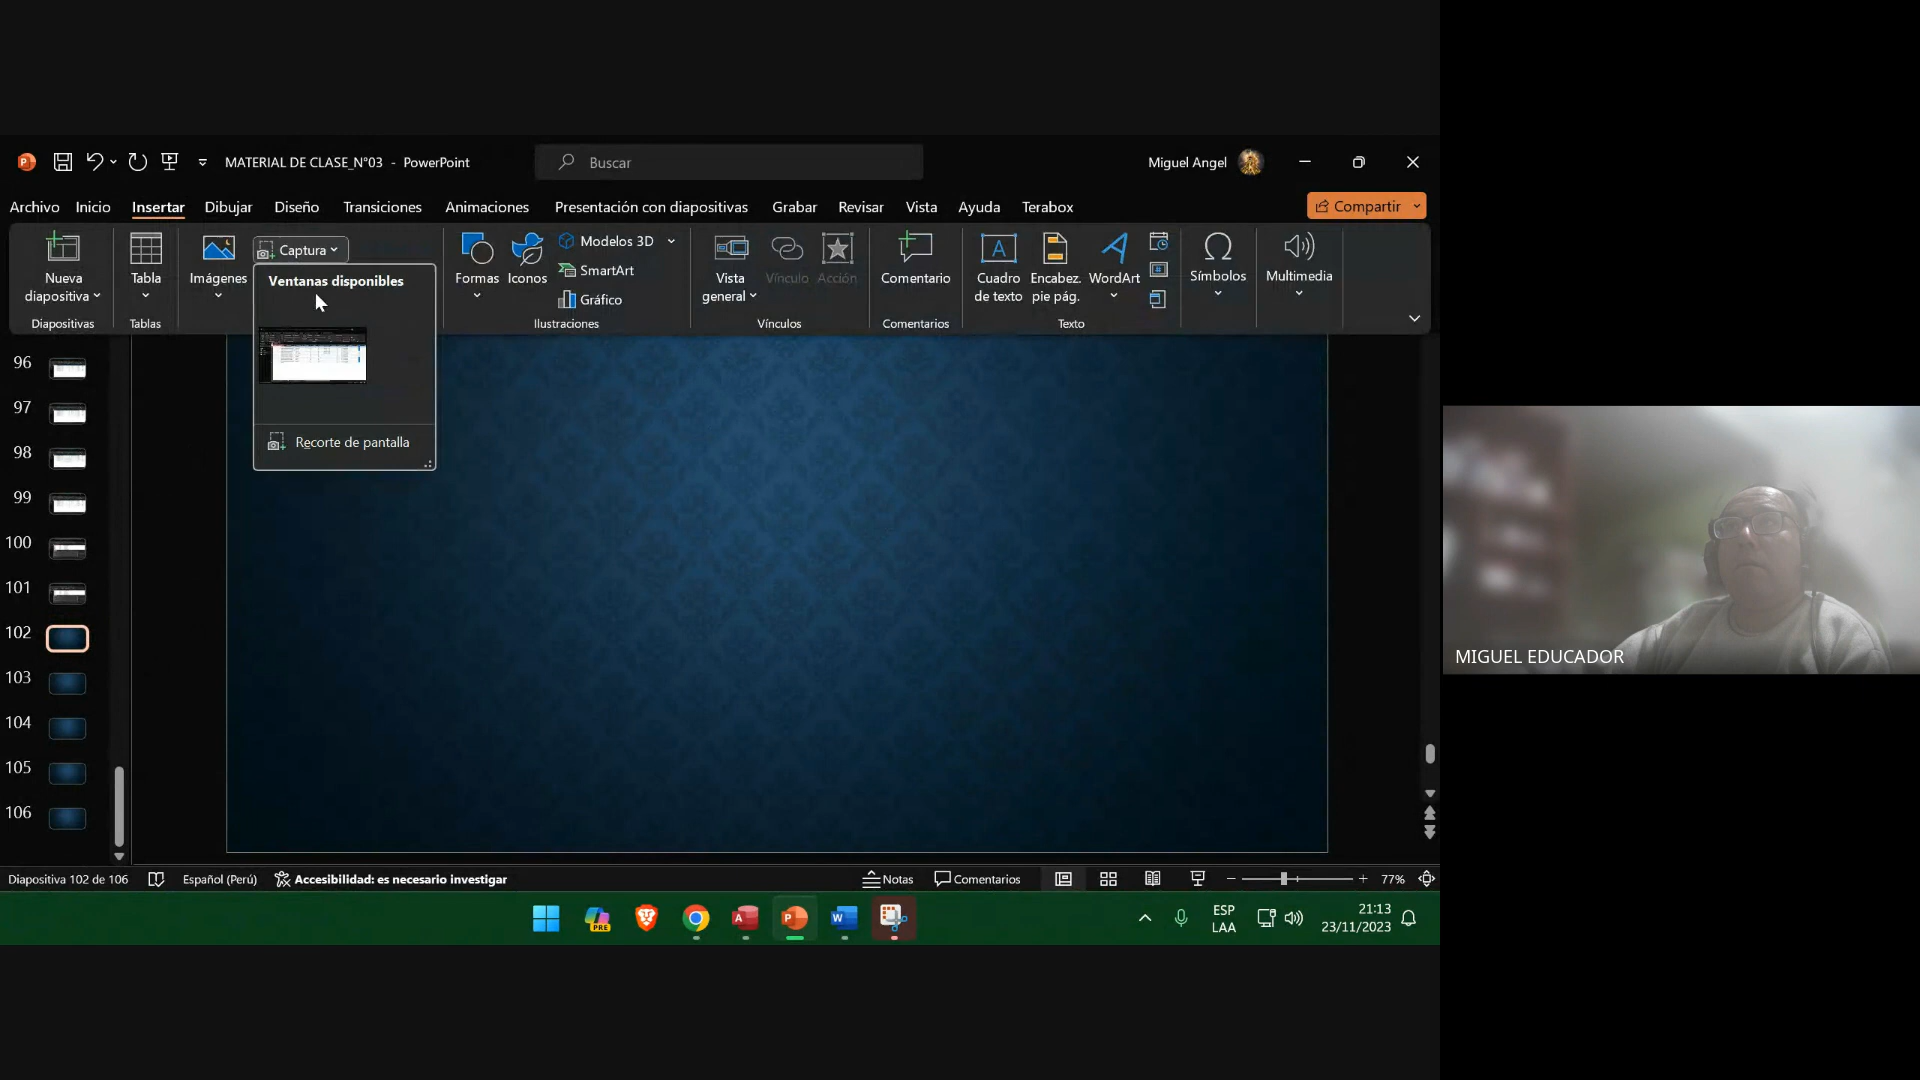 MATERIAL DE CLASE_N°03 - PowerPoint
Buscar
Miguel Angel
Archivo Inicio Insertar Dibujar Diseño Transiciones Animaciones Presentación con diapositivas Grabar Revisar Vista Ayuda Terabox Compartir
Nueva diapositiva
Diapositivas
Tabla
Tablas
Imágenes
Captura
Ventanas disponibles
Recorte de pantalla
Formas
Iconos
Modelos 3D
SmartArt
Gráfico
Ilustraciones
Vista general
Vínculo
Acción
Vínculos
Comentario
Comentarios
Cuadro de texto
Encabez. pie pág.
WordArt
Texto
Símbolos
Multimedia
96
97
98
99
100
101
102
103
104
105
106
MIGUEL EDUCADOR
Diapositiva 102 de 106 Español (Perú) Accesibilidad: es necesario investigar Notas Comentarios 77%
PRE
ESP
LAA
21:13
23/11/2023